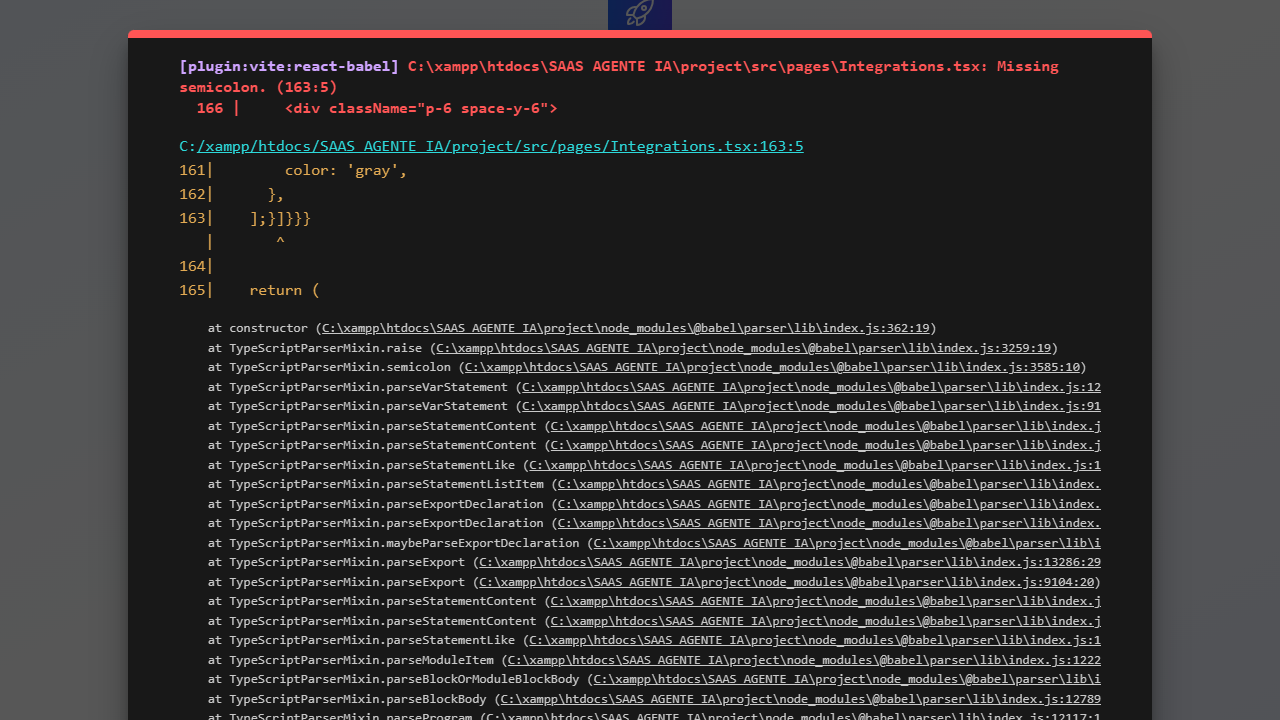 [plugin:vite:react-babel] C:\xampp\htdocs\SAAS AGENTE IA\project\src\pages\Integrations.tsx: Missing
semicolon. (163:5)
  166 |     <div className="p-6 space-y-6">
C:/xampp/htdocs/SAAS AGENTE IA/project/src/pages/Integrations.tsx:163:5
161|        color: 'gray',
162|      },
163|    ];}]}}}
   |       ^
164|
165|    return (
at constructor (C:\xampp\htdocs\SAAS AGENTE IA\project\node_modules\@babel\parser\lib\index.js:362:19)
at TypeScriptParserMixin.raise (C:\xampp\htdocs\SAAS AGENTE IA\project\node_modules\@babel\parser\lib\index.js:3259:19)
at TypeScriptParserMixin.semicolon (C:\xampp\htdocs\SAAS AGENTE IA\project\node_modules\@babel\parser\lib\index.js:3585:10)
at TypeScriptParserMixin.parseVarStatement (C:\xampp\htdocs\SAAS AGENTE IA\project\node_modules\@babel\parser\lib\index.js:12
at TypeScriptParserMixin.parseVarStatement (C:\xampp\htdocs\SAAS AGENTE IA\project\node_modules\@babel\parser\lib\index.js:91
at TypeScriptParserMixin.parseStatementContent (C:\xampp\htdocs\SAAS AGENTE IA\project\node_modules\@babel\parser\lib\index.j
at TypeScriptParserMixin.parseStatementContent (C:\xampp\htdocs\SAAS AGENTE IA\project\node_modules\@babel\parser\lib\index.j
at TypeScriptParserMixin.parseStatementLike (C:\xampp\htdocs\SAAS AGENTE IA\project\node_modules\@babel\parser\lib\index.js:1
at TypeScriptParserMixin.parseStatementListItem (C:\xampp\htdocs\SAAS AGENTE IA\project\node_modules\@babel\parser\lib\index.
at TypeScriptParserMixin.parseExportDeclaration (C:\xampp\htdocs\SAAS AGENTE IA\project\node_modules\@babel\parser\lib\index.
at TypeScriptParserMixin.parseExportDeclaration (C:\xampp\htdocs\SAAS AGENTE IA\project\node_modules\@babel\parser\lib\index.
at TypeScriptParserMixin.maybeParseExportDeclaration (C:\xampp\htdocs\SAAS AGENTE IA\project\node_modules\@babel\parser\lib\i
at TypeScriptParserMixin.parseExport (C:\xampp\htdocs\SAAS AGENTE IA\project\node_modules\@babel\parser\lib\index.js:13286:29
at TypeScriptParserMixin.parseExport (C:\xampp\htdocs\SAAS AGENTE IA\project\node_modules\@babel\parser\lib\index.js:9104:20)
at TypeScriptParserMixin.parseStatementContent (C:\xampp\htdocs\SAAS AGENTE IA\project\node_modules\@babel\parser\lib\index.j
at TypeScriptParserMixin.parseStatementContent (C:\xampp\htdocs\SAAS AGENTE IA\project\node_modules\@babel\parser\lib\index.j
at TypeScriptParserMixin.parseStatementLike (C:\xampp\htdocs\SAAS AGENTE IA\project\node_modules\@babel\parser\lib\index.js:1
at TypeScriptParserMixin.parseModuleItem (C:\xampp\htdocs\SAAS AGENTE IA\project\node_modules\@babel\parser\lib\index.js:1222
at TypeScriptParserMixin.parseBlockOrModuleBlockBody (C:\xampp\htdocs\SAAS AGENTE IA\project\node_modules\@babel\parser\lib\i
at TypeScriptParserMixin.parseBlockBody (C:\xampp\htdocs\SAAS AGENTE IA\project\node_modules\@babel\parser\lib\index.js:12789
at TypeScriptParserMixin.parseProgram (C:\xampp\htdocs\SAAS AGENTE IA\project\node_modules\@babel\parser\lib\index.js:12117:1